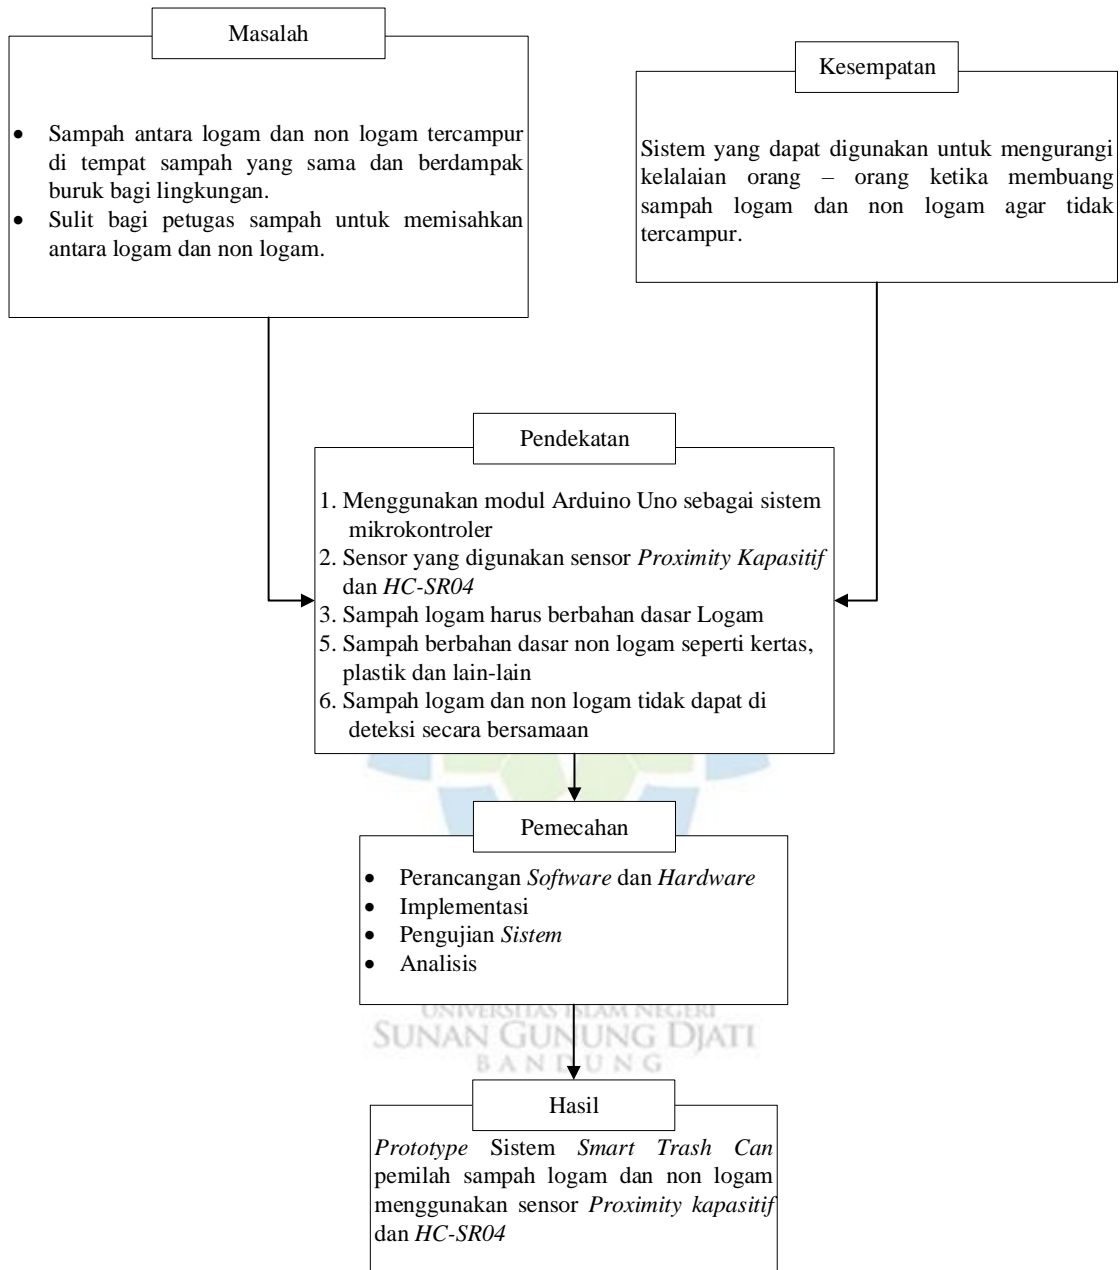 Masalah
• Sampah antara logam dan non logam tercampur
di tempat sampah yang sama dan berdampak
buruk bagi lingkungan.
• Sulit bagi petugas sampah untuk memisahkan
antara logam dan non logam.
Kesempatan
Sistem yang dapat digunakan untuk mengurangi
kelalaian orang – orang ketika membuang
sampah logam dan non logam agar tidak
tercampur.
Pendekatan
1. Menggunakan modul Arduino Uno sebagai sistem
mikrokontroler
2. Sensor yang digunakan sensor Proximity Kapasitif
dan HC-SR04
3. Sampah logam harus berbahan dasar Logam
5. Sampah berbahan dasar non logam seperti kertas,
plastik dan lain-lain
6. Sampah logam dan non logam tidak dapat di
deteksi secara bersamaan
Pemecahan
• Perancangan Software dan Hardware
• Implementasi
• Pengujian Sistem
• Analisis
UNIVERSITAS ISLAM NEGERI
SUNAN GUNUNG DJATI
BANDUNG
Hasil
Prototype Sistem Smart Trash Can
pemilah sampah logam dan non logam
menggunakan sensor Proximity kapasitif
dan HC-SR04